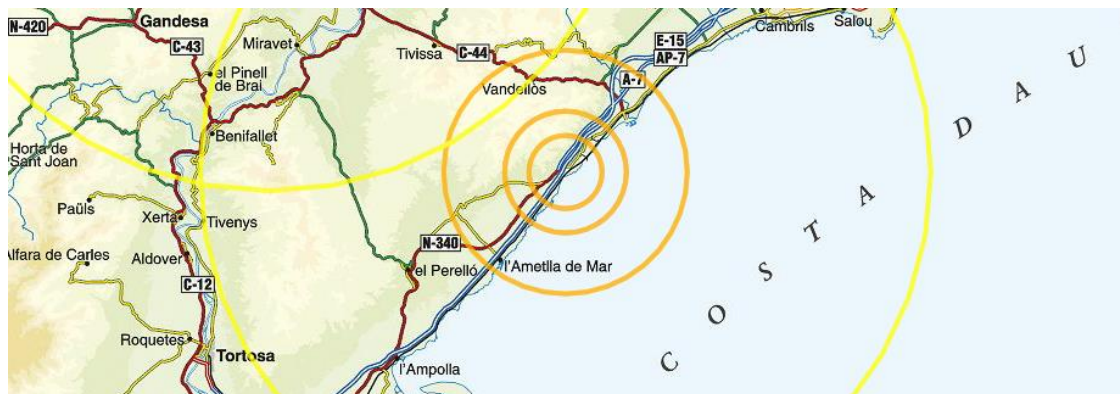 N-420
Gandesa
C-43
Miravet
Tivissa
C-44
E-15
AP-7
A-7
Cambrils
Salou
el Pinell
de Brai
Vandellòs
Benifallet
Horta de
Sant Joan
Paüls
Xerta
Tivenys
Alfara de Carles
Aldover
C-12
N-340
el Perelló
l'Ametlla de Mar
Roquetes
Tortosa
l'Ampolla
COSTA DAU